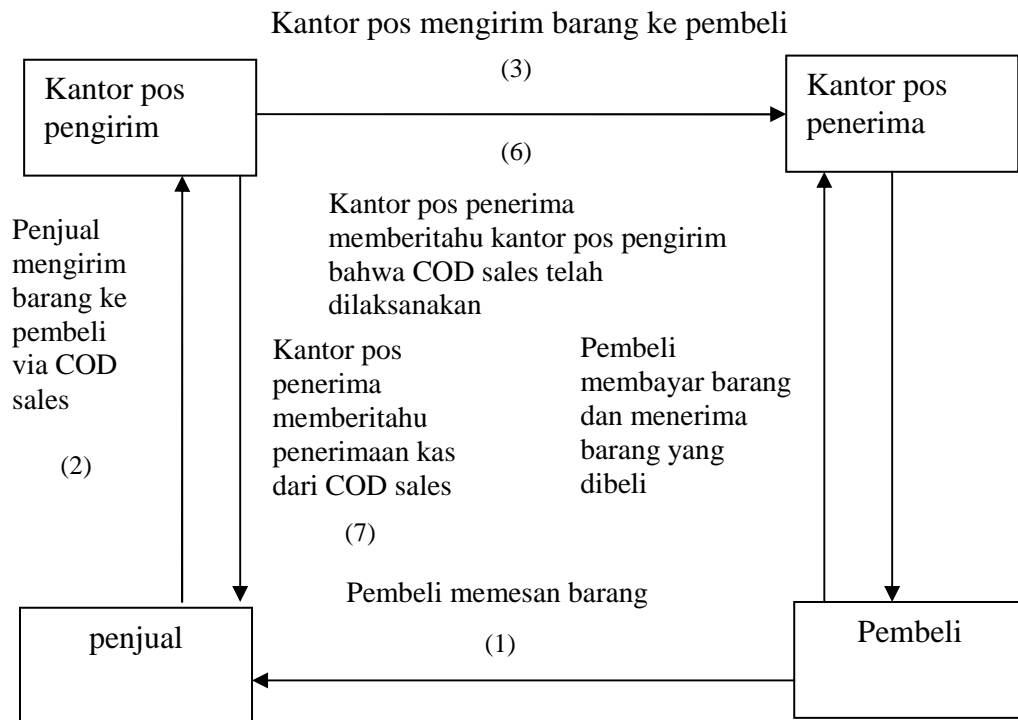 Kantor pos mengirim barang ke pembeli
(3)
Kantor pos
pengirim
Kantor pos
penerima
(6)
Kantor pos penerima
memberitahu kantor pos pengirim
bahwa COD sales telah
dilaksanakan
Penjual
mengirim
barang ke
pembeli
via COD
sales
(2)
Kantor pos
penerima
memberitahu
penerimaan kas
dari COD sales
(7)
Pembeli
membayar barang
dan menerima
barang yang
dibeli
Pembeli memesan barang
(1)
penjual
Pembeli